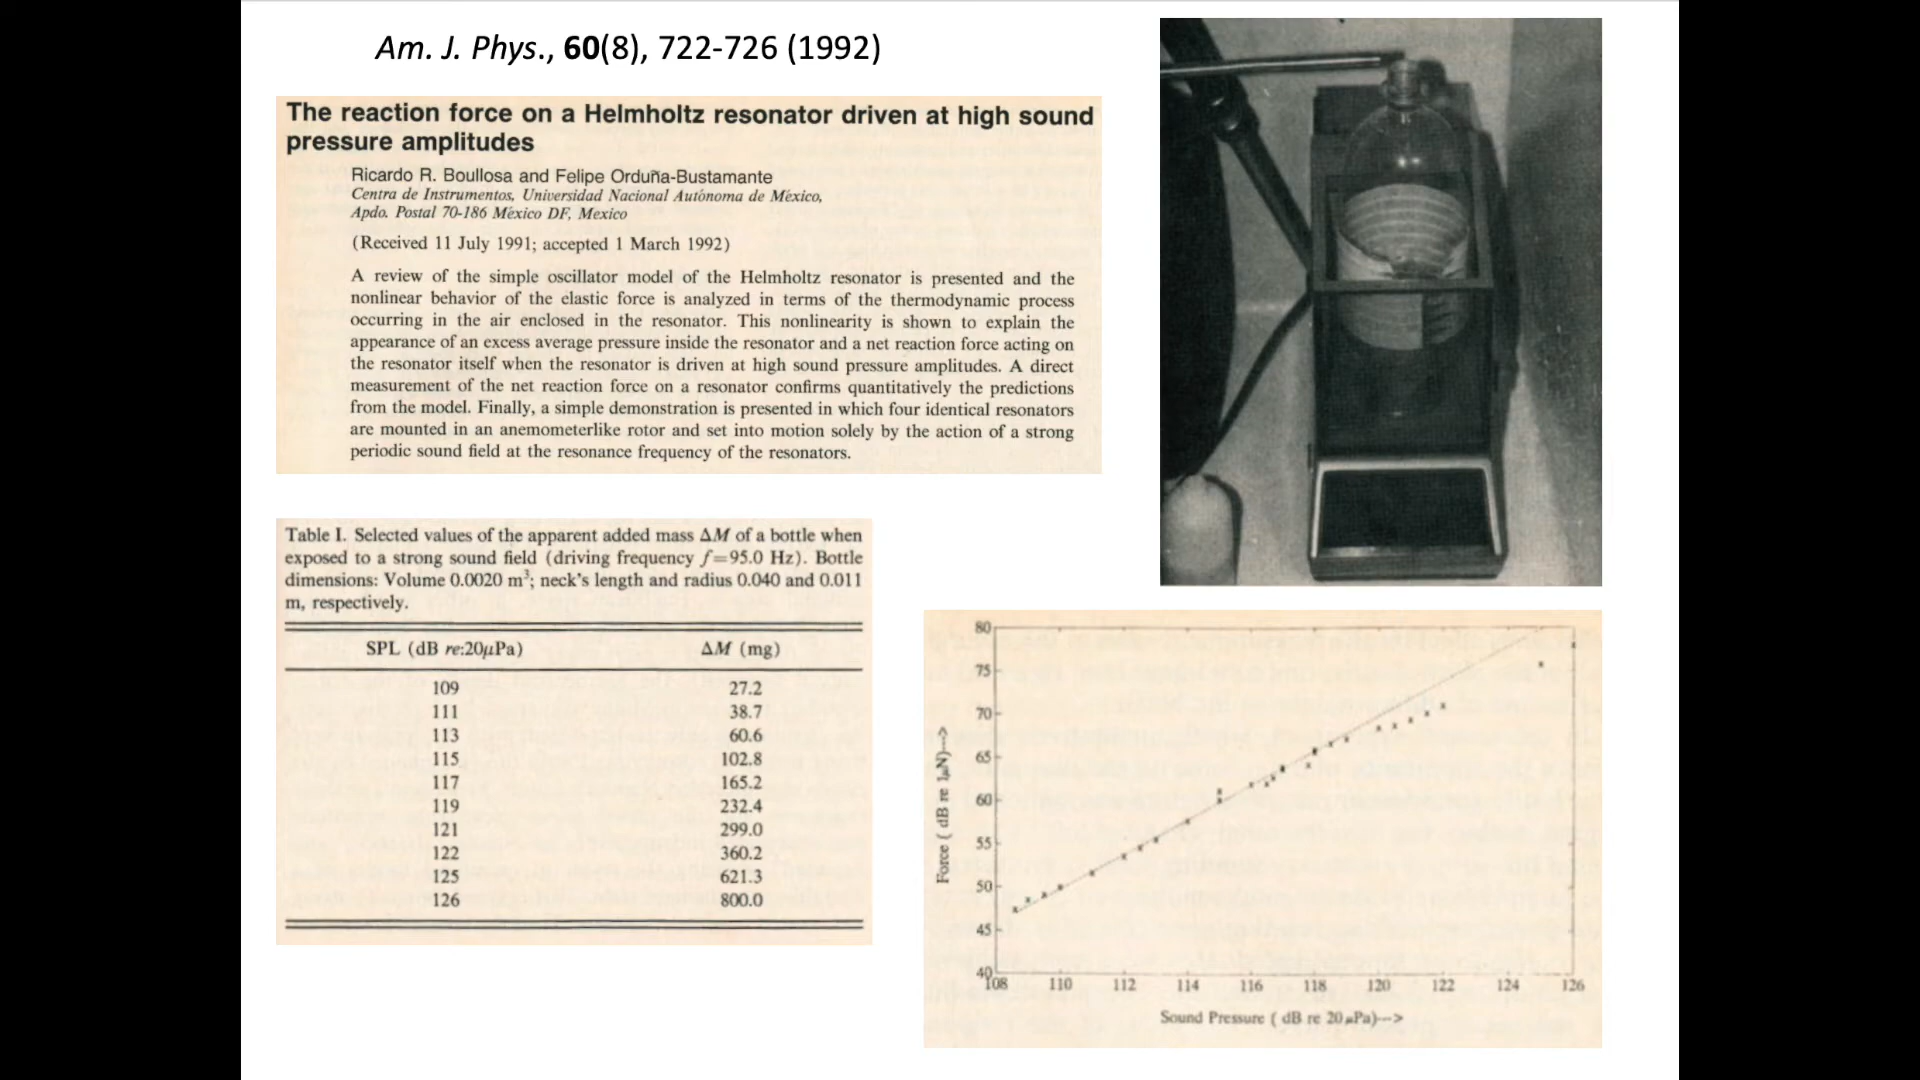 Am. J. Phys., 60(8), 722-726 (1992)
The reaction force on a Helmholtz resonator driven at high sound
pressure amplitudes
Ricardo R. Boullosa and Felipe Orduña-Bustamante
Centra de Instrumentos, Universidad Nacional Autónoma de México,
Apdo. Postal 70-186 México DF, Mexico
(Received 11 July 1991; accepted 1 March 1992)
A review of the simple oscillator model of the Helmholtz resonator is presented and the
nonlinear behavior of the elastic force is analyzed in terms of the thermodynamic process
occurring in the air enclosed in the resonator. This nonlinearity is shown to explain the
appearance of an excess average pressure inside the resonator and a net reaction force acting on
the resonator itself when the resonator is driven at high sound pressure amplitudes. A direct
measurement of the net reaction force on a resonator confirms quantitatively the predictions
from the model. Finally, a simple demonstration is presented in which four identical resonators
are mounted in an anemometerlike rotor and set into motion solely by the action of a strong
periodic sound field at the resonance frequency of the resonators.
Table I. Selected values of the apparent added mass ΔM of a bottle when
exposed to a strong sound field (driving frequency f=95.0 Hz). Bottle
dimensions: Volume 0.0020 m³; neck's length and radius 0.040 and 0.011
m, respectively.
SPL (dB re:20μPa) ΔM (mg)
109 27.2
111 38.7
113 60.6
115 102.8
117 165.2
119 232.4
121 299.0
122 360.2
125 621.3
126 800.0
80
75
70
65
60
55
50
45
40
Force ( dB re 1μN)-->
108 110 112 114 116 118 120 122 124 126
Sound Pressure ( dB re 20 μPa)-->